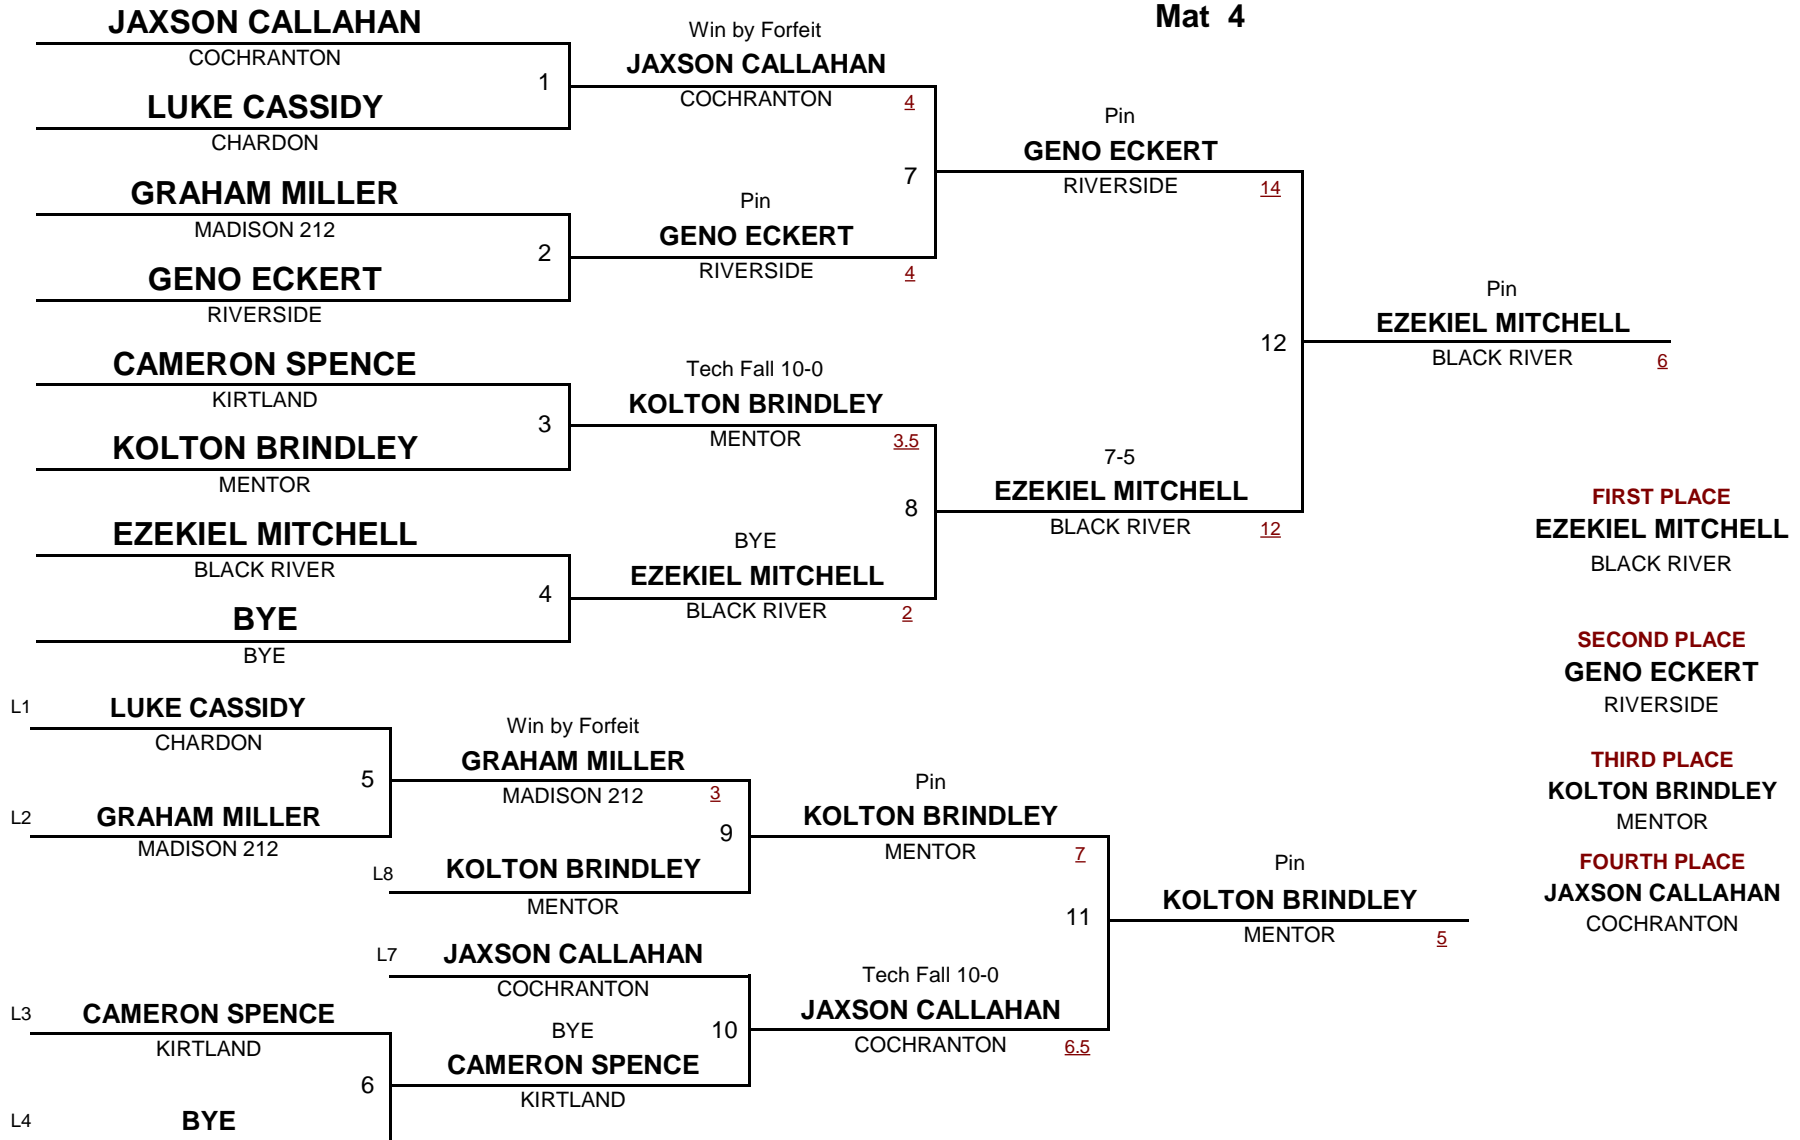 Mat 4
JAXSON CALLAHAN
COCHRANTON
1
LUKE CASSIDY
CHARDON
Win by Forfeit
JAXSON CALLAHAN
COCHRANTON 4
GRAHAM MILLER
MADISON 212
2
GENO ECKERT
RIVERSIDE
Pin
GENO ECKERT
RIVERSIDE 4
7
Pin
GENO ECKERT
RIVERSIDE 14
CAMERON SPENCE
KIRTLAND
3
KOLTON BRINDLEY
MENTOR
Tech Fall 10-0
KOLTON BRINDLEY
MENTOR 3.5
EZEKIEL MITCHELL
BLACK RIVER
4
BYE
BYE
BYE
EZEKIEL MITCHELL
BLACK RIVER 2
8
7-5
EZEKIEL MITCHELL
BLACK RIVER 12
12
Pin
EZEKIEL MITCHELL
BLACK RIVER 6
FIRST PLACE
EZEKIEL MITCHELL
BLACK RIVER
SECOND PLACE
GENO ECKERT
RIVERSIDE
THIRD PLACE
KOLTON BRINDLEY
MENTOR
FOURTH PLACE
JAXSON CALLAHAN
COCHRANTON
L1 LUKE CASSIDY
CHARDON
5
L2 GRAHAM MILLER
MADISON 212
Win by Forfeit
GRAHAM MILLER
MADISON 212 3
9
L8 KOLTON BRINDLEY
MENTOR
Pin
KOLTON BRINDLEY
MENTOR 7
L7 JAXSON CALLAHAN
COCHRANTON
L3 CAMERON SPENCE
KIRTLAND
6
L4 BYE
BYE
CAMERON SPENCE
KIRTLAND
10
Tech Fall 10-0
JAXSON CALLAHAN
COCHRANTON 6.5
11
Pin
KOLTON BRINDLEY
MENTOR 5